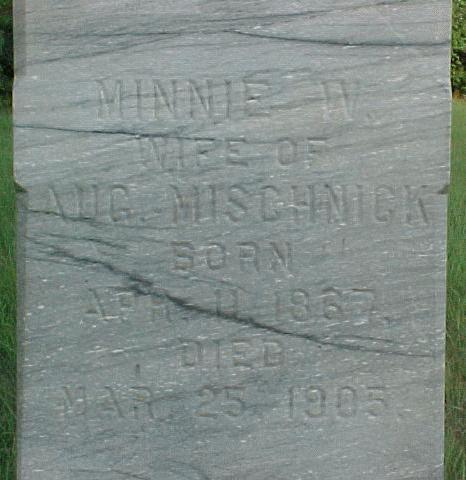 MINNIE W.
WIFE OF
AUG. MISCHNICK
BORN
APR. 11, 1867.
DIED
MAR. 25, 1905.